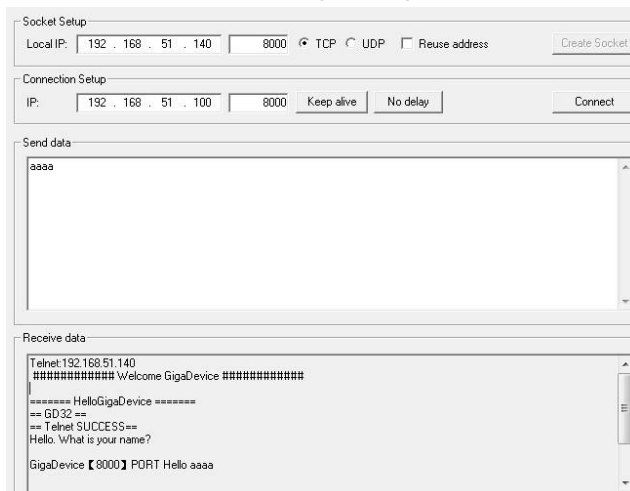 Socket Setup
Local IP: 192 . 168 . 51 . 140 8000 TCP UDP Reuse address Create Socket
Connection Setup
IP: 192 . 168 . 51 . 100 8000 Keep alive No delay Connect
Send data
aaaa
Receive data
Telnet:192.168.51.140
############ Welcome GigaDevice ############
======= HelloGigaDevice =======
== GD32 ==
== Telnet SUCCESS==
Hello. What is your name?
GigaDevice【8000】PORT Hello aaaa